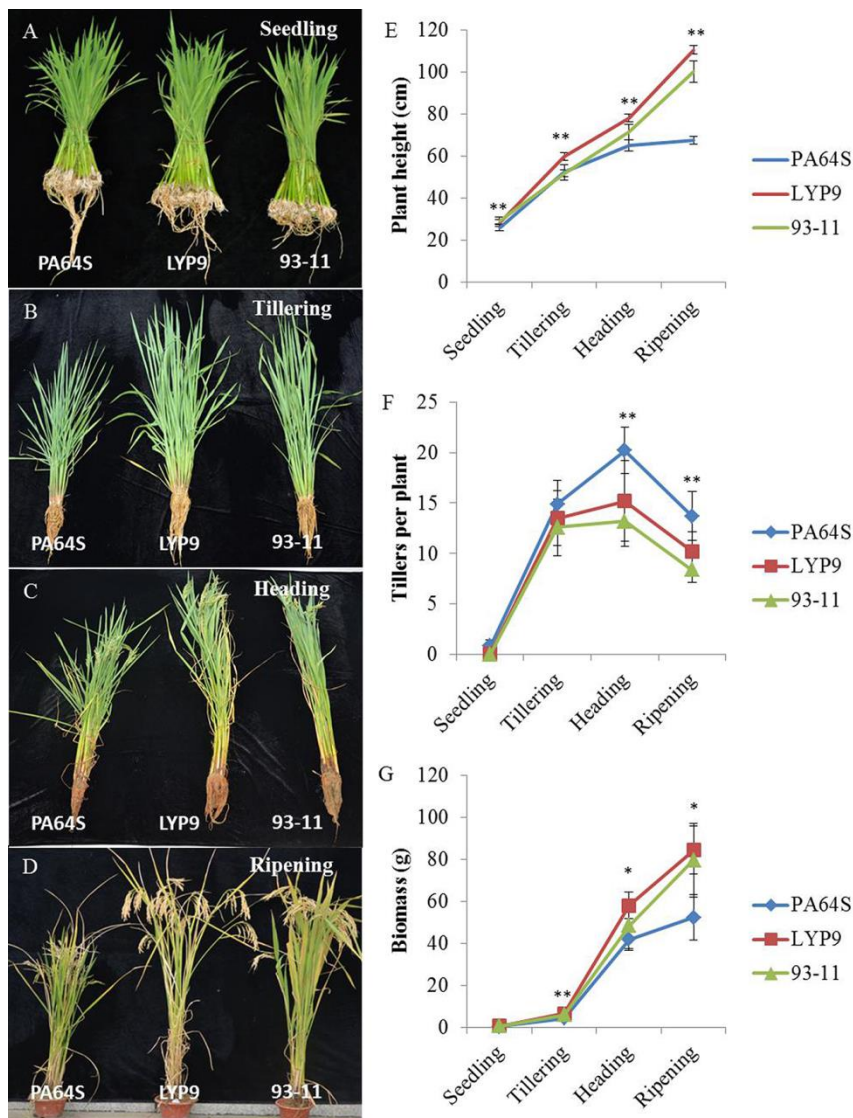 A Seedling
PA64S LYP9 93-11
B Tillering
PA64S LYP9 93-11
C Heading
PA64S LYP9 93-11
D Ripening
PA64S LYP9 93-11
E
Plant height (cm)
120
100
80
60
40
20
0
** ** ** **
Seedling Tillering Heading Ripening
PA64S
LYP9
93-11
F
Tillers per plant
25
20
15
10
5
0
** **
Seedling Tillering Heading Ripening
PA64S
LYP9
93-11
G
Biomass (g)
120
100
80
60
40
20
0
** * *
Seedling Tillering Heading Ripening
PA64S
LYP9
93-11